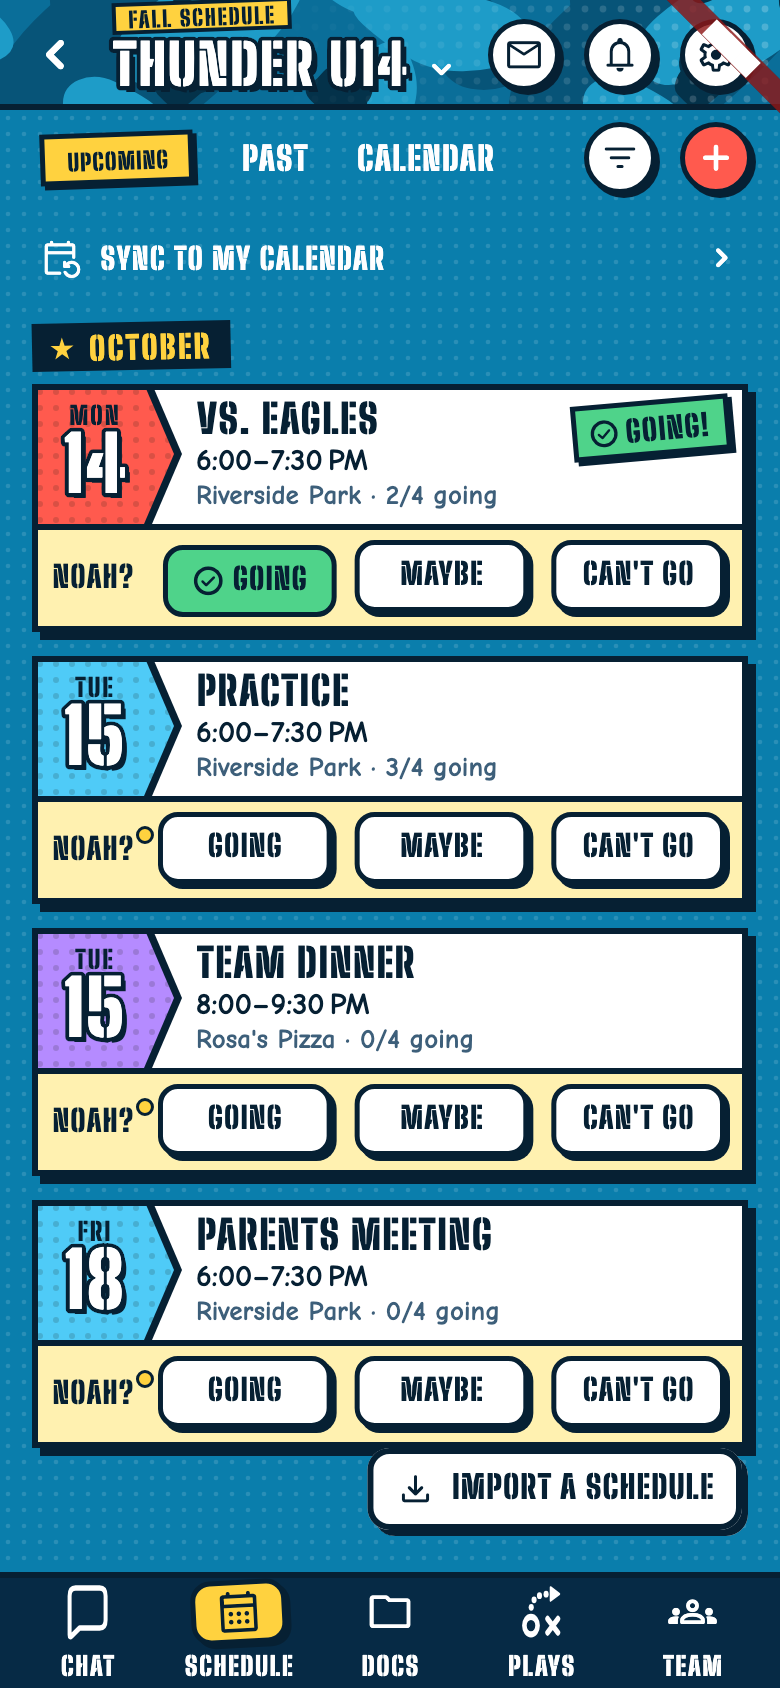 FALL SCHEDULE
THUNDER U14
UPCOMING PAST CALENDAR
SYNC TO MY CALENDAR
★ OCTOBER
MON
14
VS. EAGLES
6:00–7:30 PM
Riverside Park · 2/4 going
GOING!
NOAH? GOING MAYBE CAN'T GO
TUE
15
PRACTICE
6:00–7:30 PM
Riverside Park · 3/4 going
NOAH? GOING MAYBE CAN'T GO
TUE
15
TEAM DINNER
8:00–9:30 PM
Rosa's Pizza · 0/4 going
NOAH? GOING MAYBE CAN'T GO
FRI
18
PARENTS MEETING
6:00–7:30 PM
Riverside Park · 0/4 going
NOAH? GOING MAYBE CAN'T GO
IMPORT A SCHEDULE
CHAT SCHEDULE DOCS PLAYS TEAM